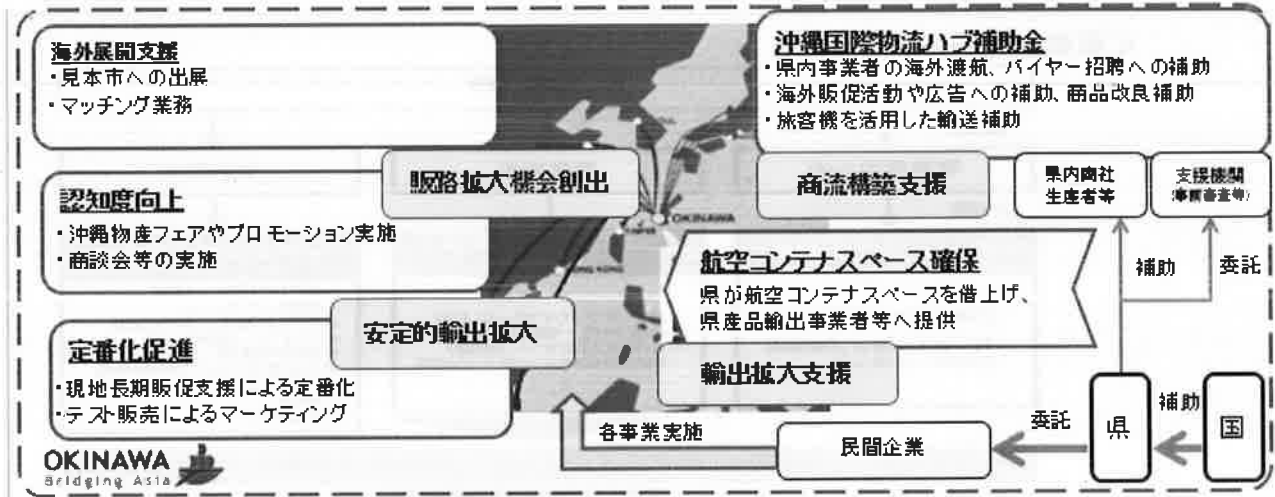 海外展開支援
・見本市への出展
・マッチング業務
沖縄国際物流ハブ補助金
・県内事業者の海外渡航、バイヤー招聘への補助
・海外販促活動や広告への補助、商品改良補助
・旅客機を活用した輸送補助
販路拡大機会創出
商流構築支援
県内商社
生産者等
支援機関
(事前審査等)
認知度向上
・沖縄物産フェアやプロモーション実施
・商談会等の実施
OKINAWA
HONG KONG
航空コンテナスペース確保
県が航空コンテナスペースを借上げ、
県産品輸出事業者等へ提供
補助
委託
安定的輸出拡大
輸出拡大支援
定番化促進
・現地長期販促支援による定番化
・テスト販売によるマーケティング
各事業実施
民間企業
委託
県
補助
国
OKINAWA
Bridging Asia